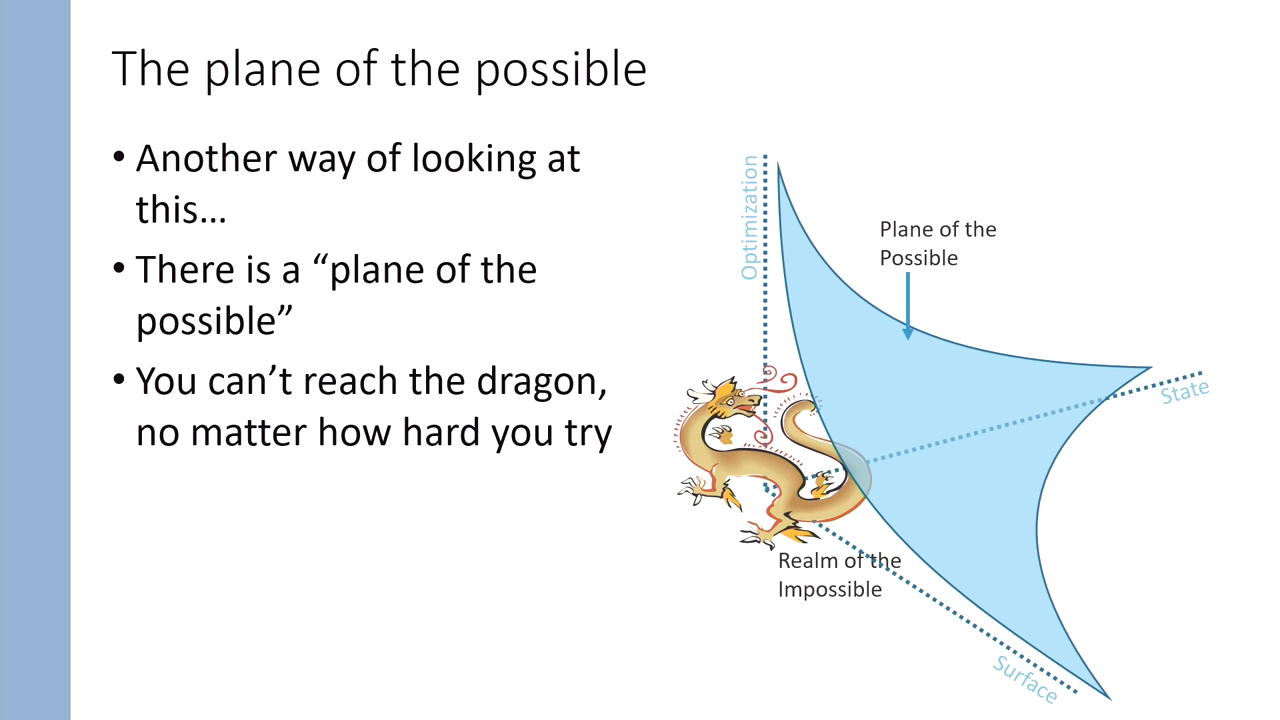 The plane of the possible
• Another way of looking at
this…
• There is a “plane of the
possible”
• You can’t reach the dragon,
no matter how hard you try
Optimization
Plane of the
Possible
State
Realm of the
Impossible
Surface